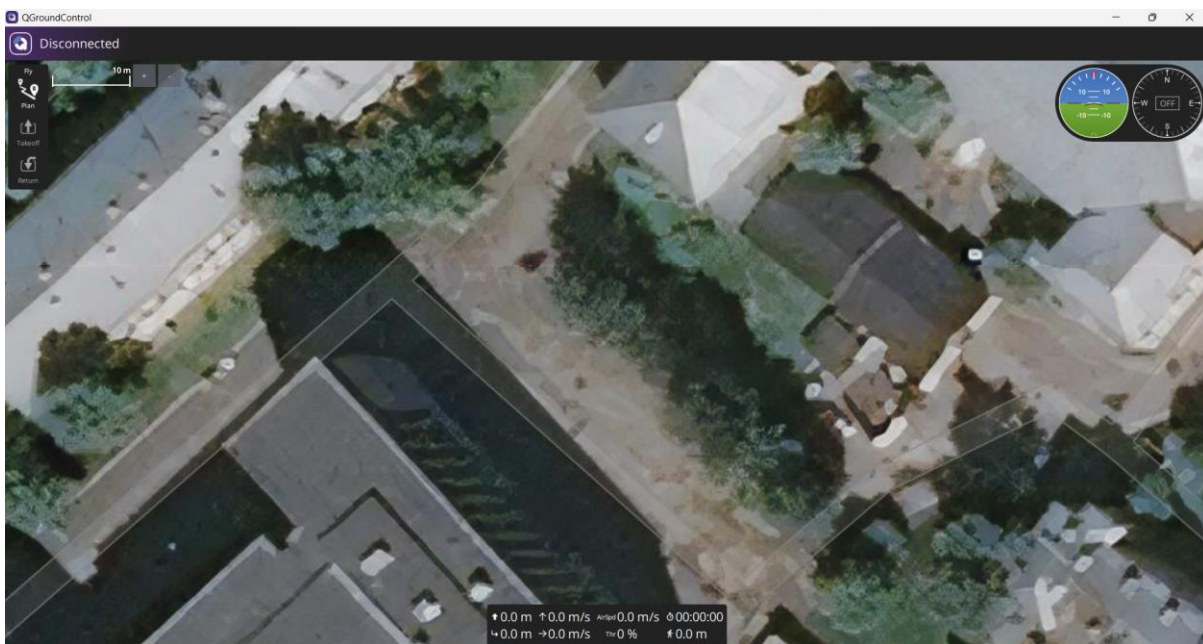 QGroundControl
Disconnected
Fly
10 m + -
Plan
Takeoff
Return
10 10
-10 -10
N
W OFF E
S
0.0 m 0.0 m/s AirSpd 0.0 m/s 00:00:00
0.0 m 0.0 m/s Thr 0 % 0.0 m